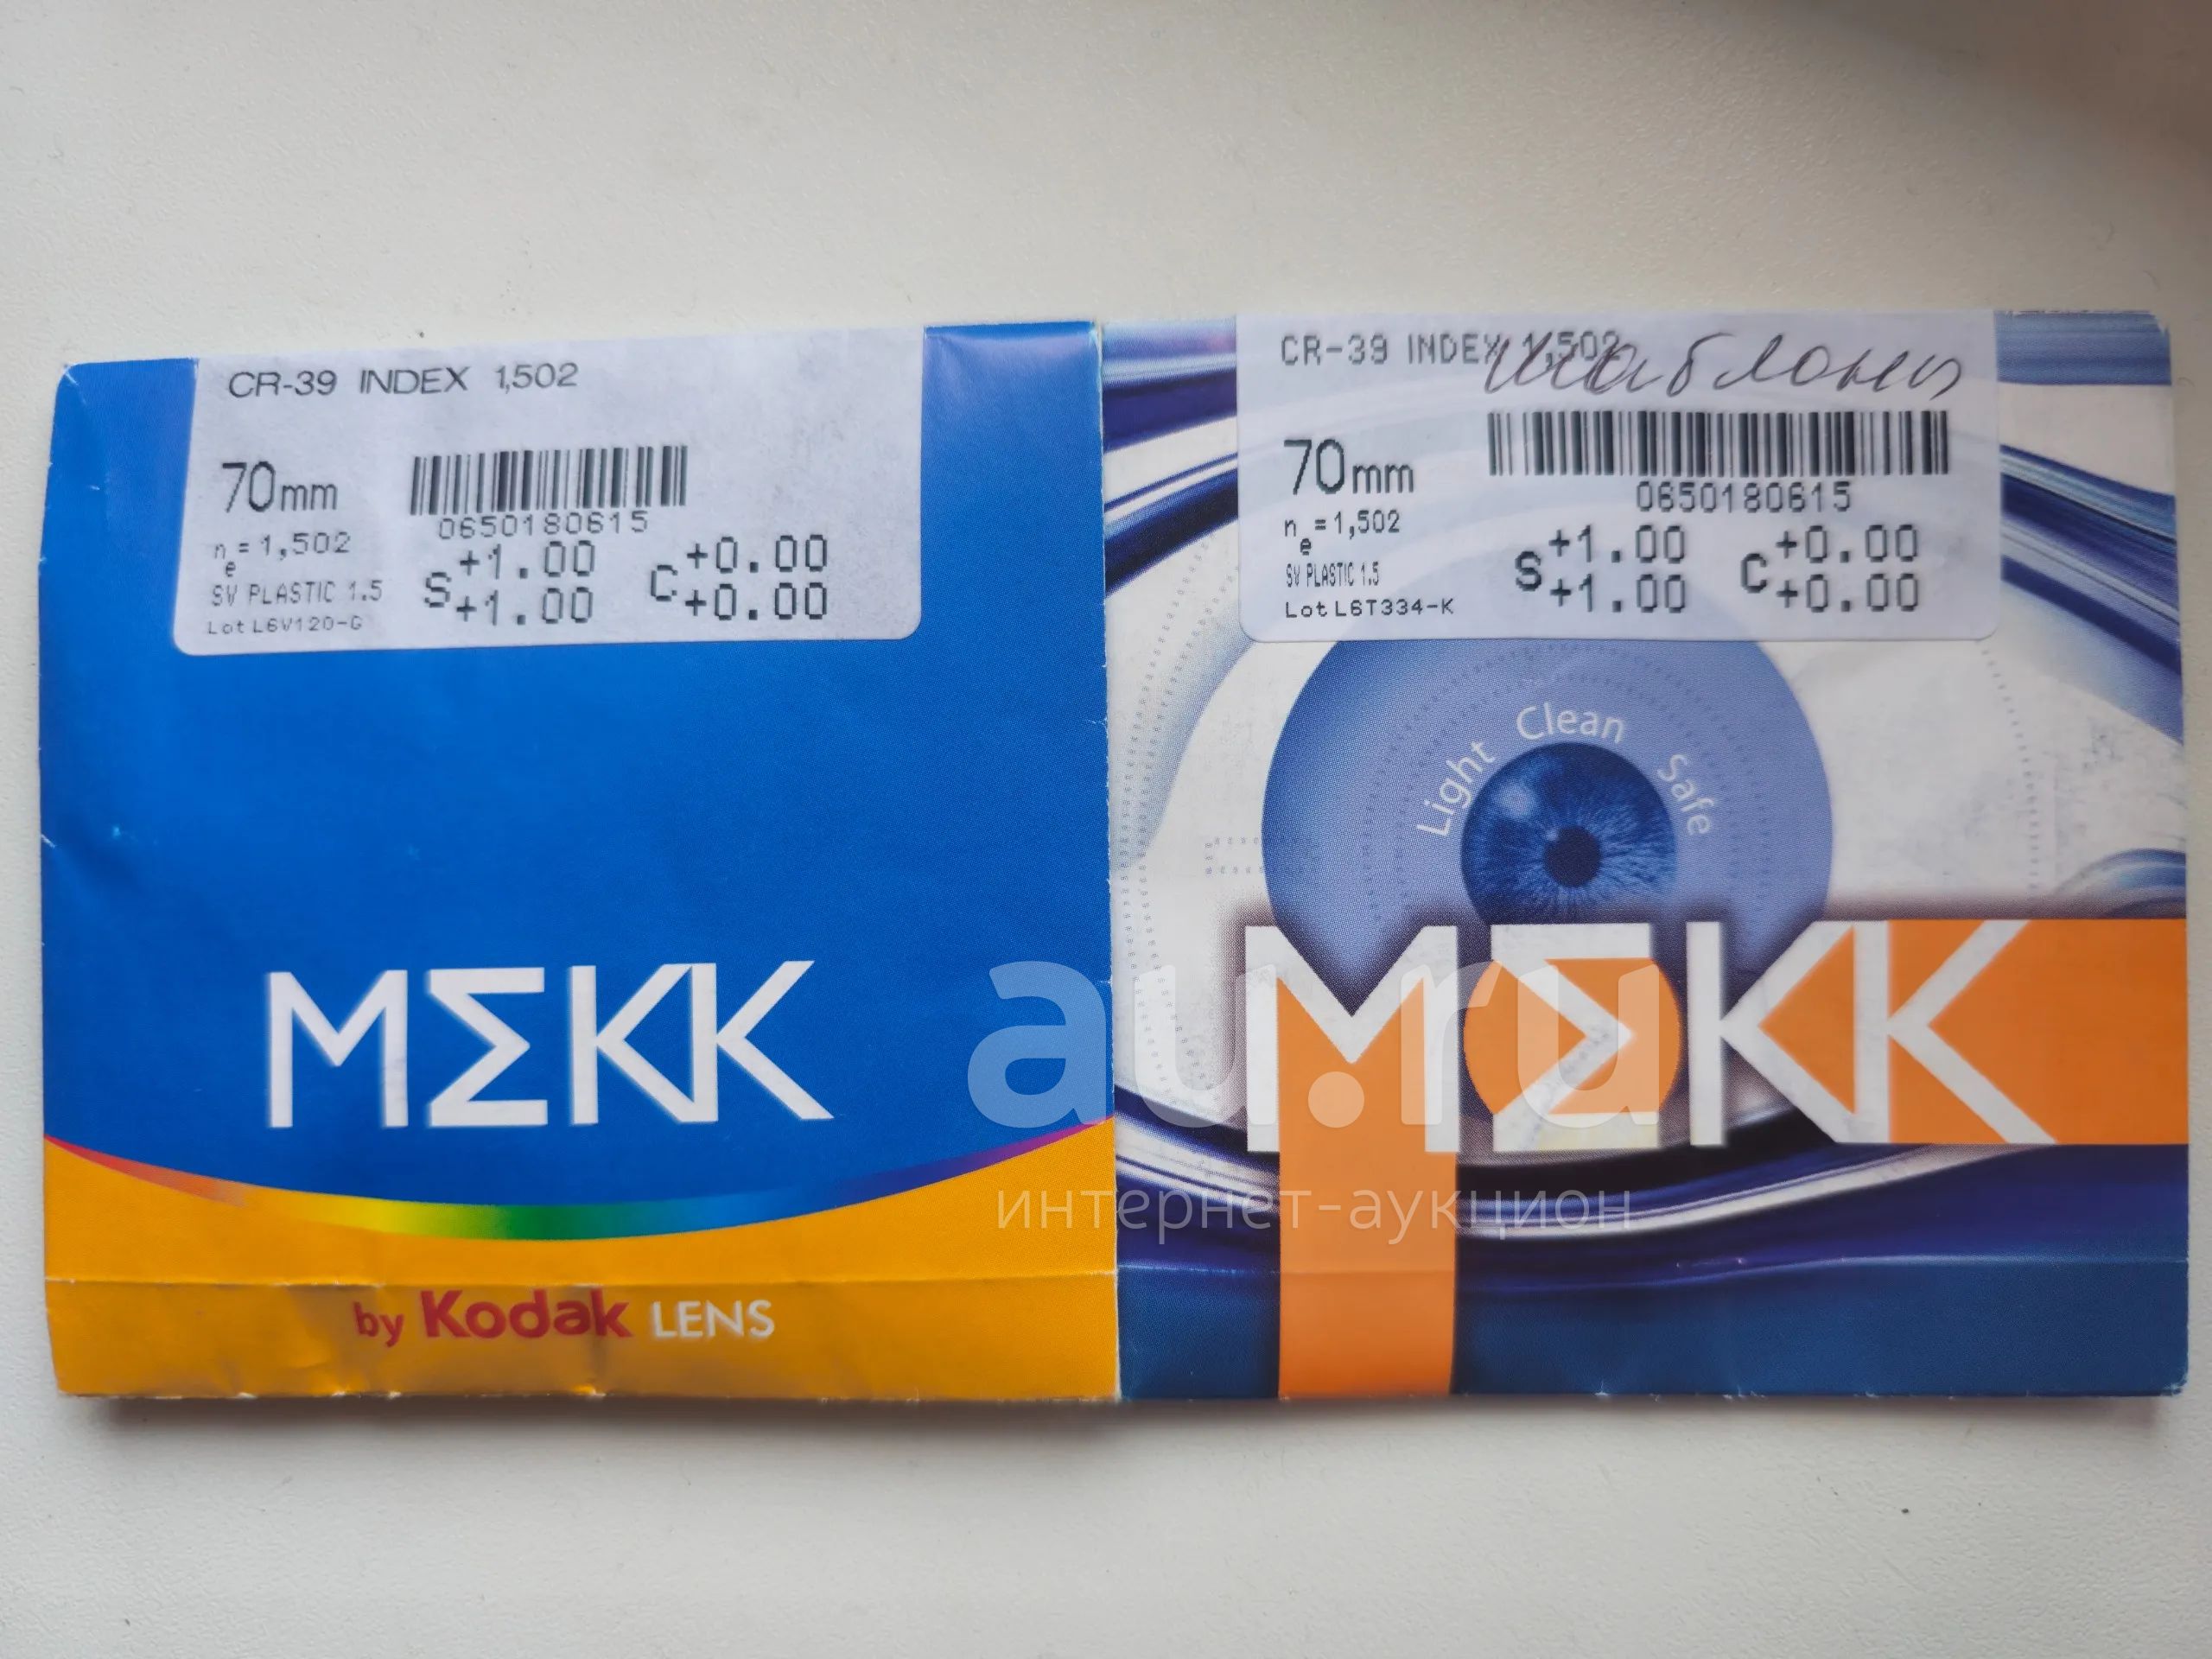 CR-39 INDEX 1,502
70mm
0650180615
ne=1,502
SV PLASTIC 1.5
Lot L6V120-G
S +1.00 C +0.00
+1.00 +0.00
MΣKK
by Kodak LENS
CR-39 INDEX 1,502
шаблоны
70mm
0650180615
ne=1,502
SV PLASTIC 1.5
Lot L6T334-K
S +1.00 C +0.00
+1.00 +0.00
Light Clean Safe
MΣKK
au.ru
интернет-аукцион